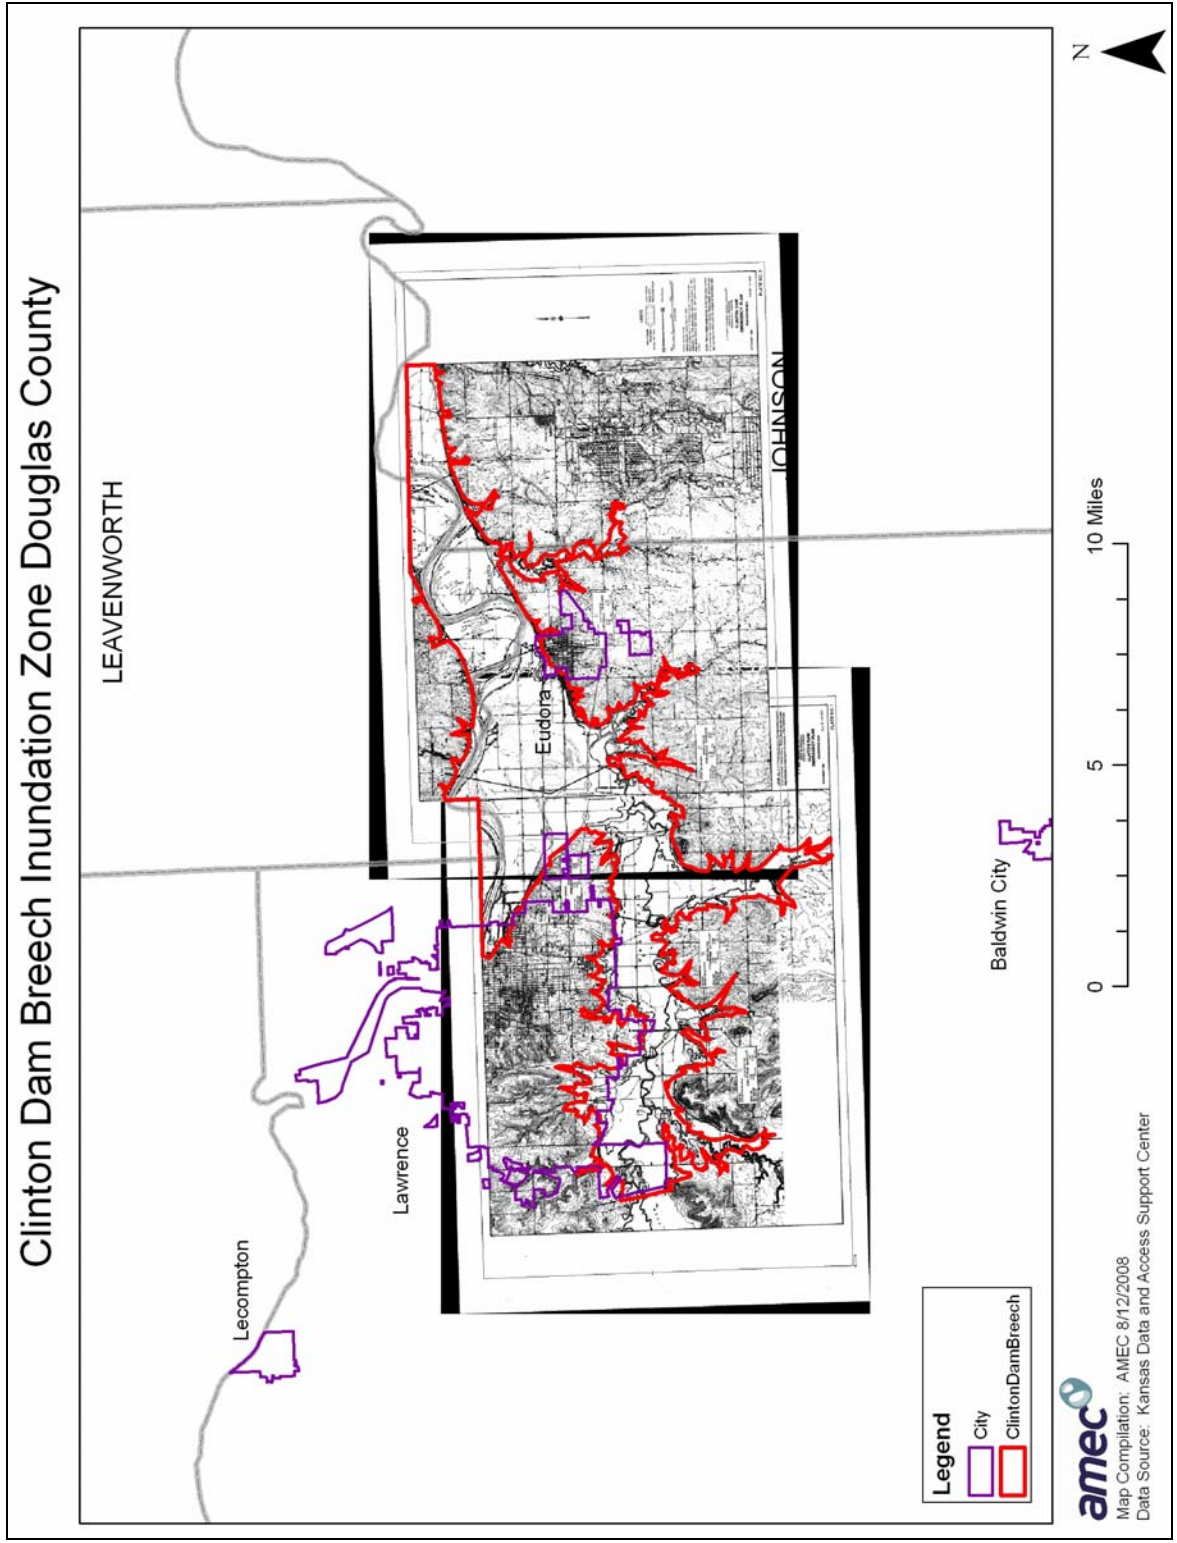 Clinton Dam Breech Inundation Zone Douglas County
LEAVENWORTH
Lecompton
Lawrence
Eudora
JOHNSON
Baldwin City
N
Legend
City
ClintonDamBreech
0 5 10 Miles
amec
Map Compilation: AMEC 8/12/2008
Data Source: Kansas Data and Access Support Center